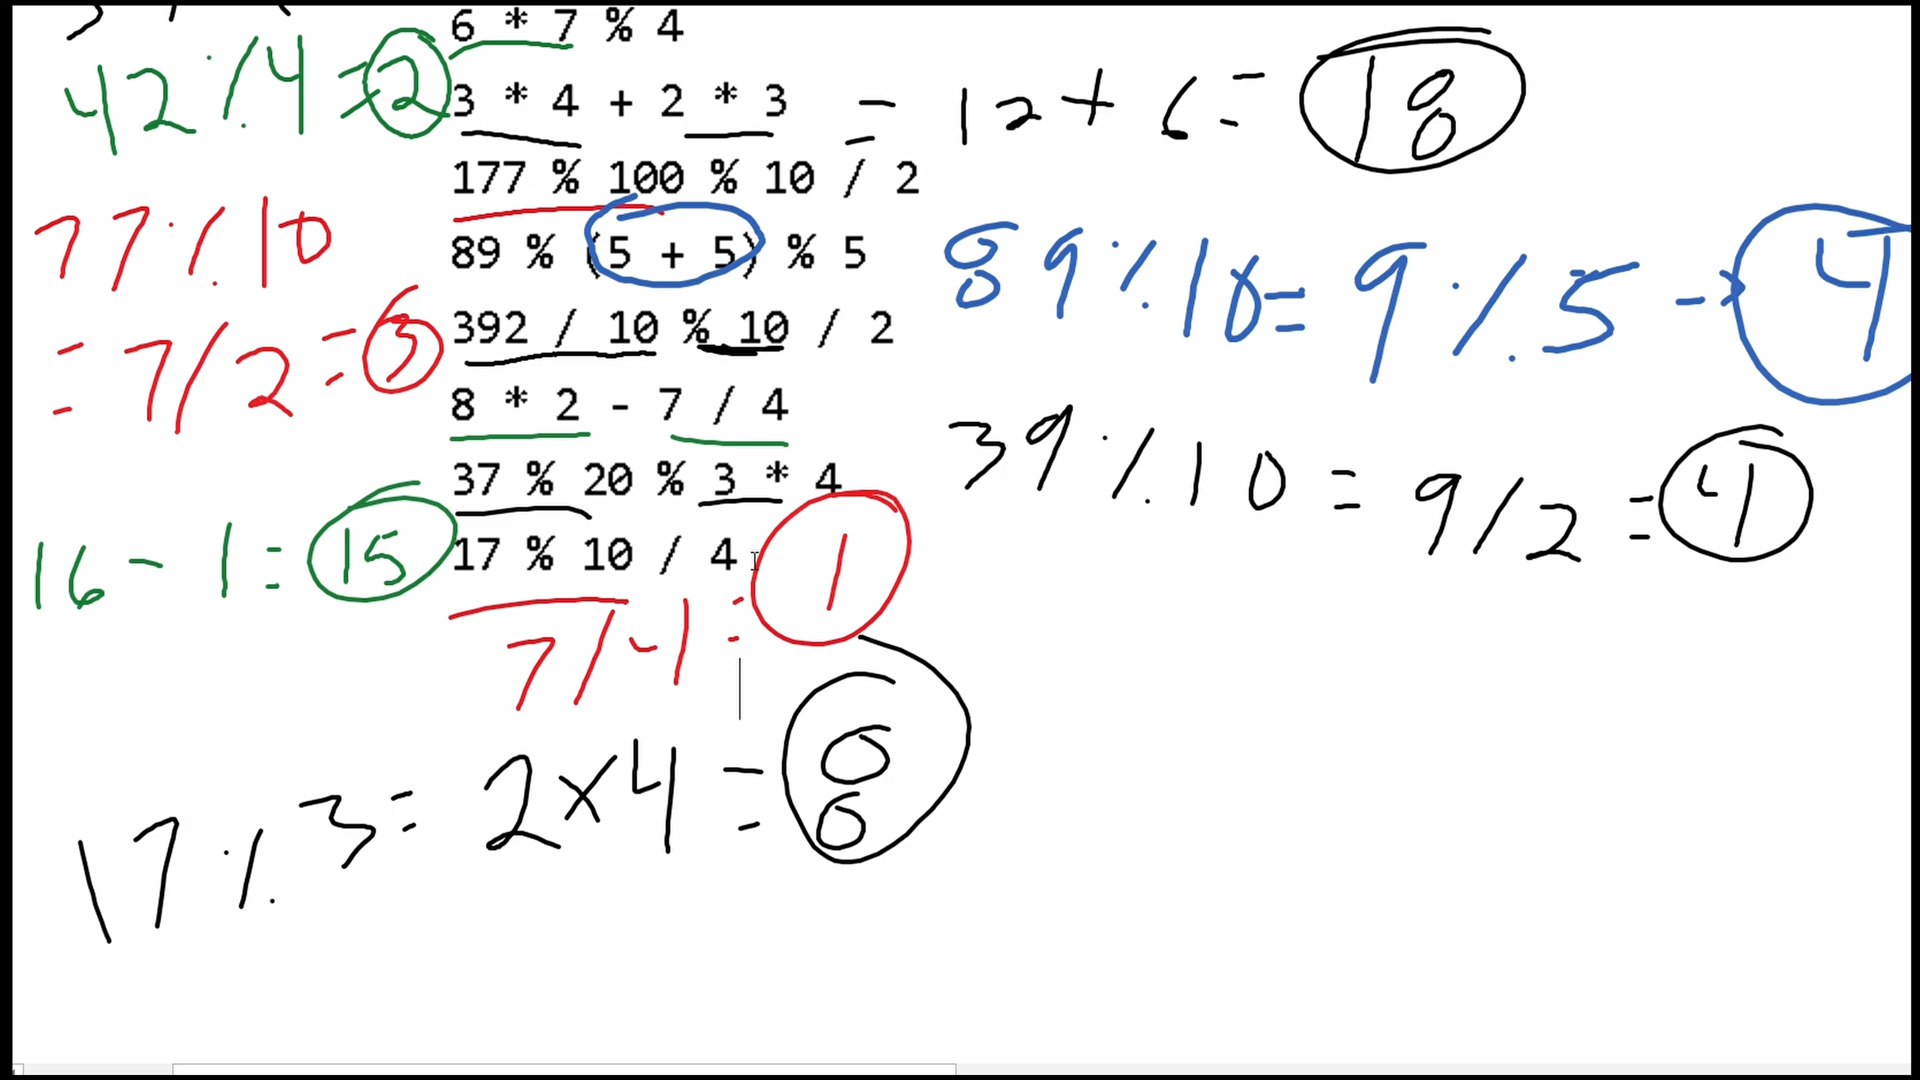 6 * 7 % 4
42 % 4 = 2
3 * 4 + 2 * 3 = 12 + 6 = 18
177 % 100 % 10 / 2
77 % 10
= 7/2 = 3
89 % (5 + 5) % 5
89 % 10 = 9 % 5 = 4
392 / 10 % 10 / 2
39 % 10 = 9/2 = 4
8 * 2 - 7 / 4
16 - 1 = 15
37 % 20 % 3 * 4
17 % 10 / 4
7/4 = 1
17 % 3 = 2 x 4 = 8